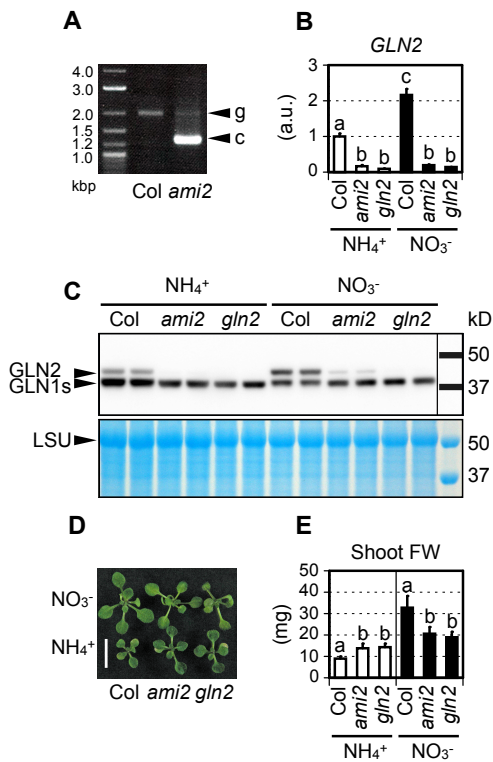 A
4.0
3.0
2.0
1.5
1.2
1.0
kbp
g
c
Col ami2
B
GLN2
(a.u.)
3
2
1
0
a
b
b
c
b
b
Col
ami2
gln2
Col
ami2
gln2
NH₄⁺
NO₃⁻
C
NH₄⁺ NO₃⁻
Col ami2 gln2 Col ami2 gln2 kD
GLN2
GLN1s
50
37
LSU
50
37
D
NO₃⁻
NH₄⁺
Col ami2 gln2
E
Shoot FW
(mg)
50
40
30
20
10
0
a
b
b
a
b
b
Col
ami2
gln2
Col
ami2
gln2
NH₄⁺
NO₃⁻